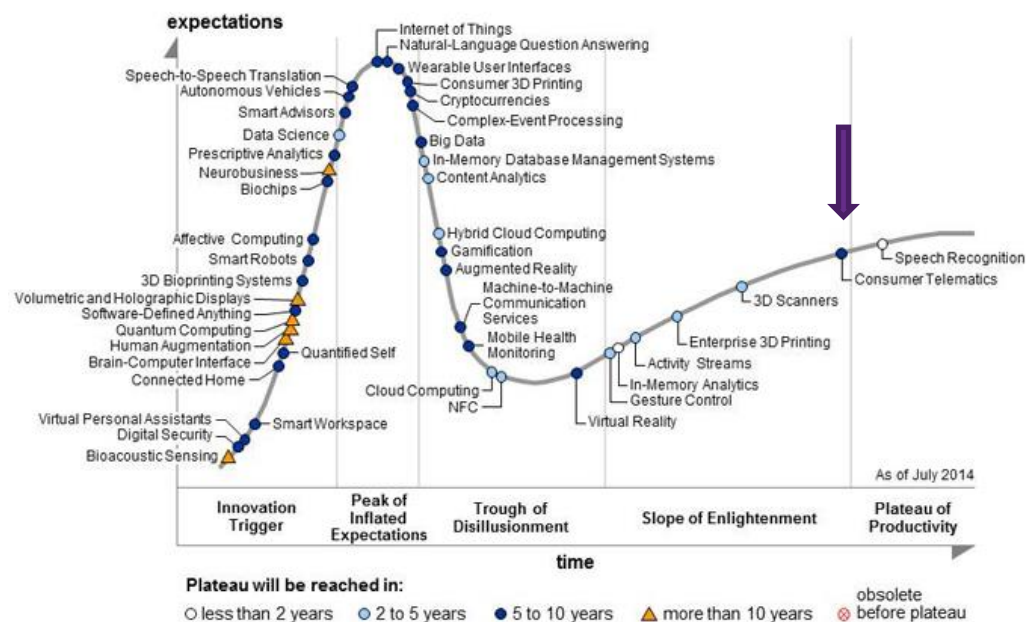 expectations
Internet of Things
Natural-Language Question Answering
Wearable User Interfaces
Consumer 3D Printing
Cryptocurrencies
Complex-Event Processing
Speech-to-Speech Translation
Autonomous Vehicles
Smart Advisors
Data Science
Prescriptive Analytics
Neurobusiness
Biochips
Big Data
In-Memory Database Management Systems
Content Analytics
Hybrid Cloud Computing
Gamification
Augmented Reality
Machine-to-Machine
Communication
Services
Mobile Health
Monitoring
Affective Computing
Smart Robots
3D Bioprinting Systems
Volumetric and Holographic Displays
Software-Defined Anything
Quantum Computing
Human Augmentation
Brain-Computer Interface
Quantified Self
Connected Home
Cloud Computing
NFC
Virtual Personal Assistants
Digital Security
Smart Workspace
Bioacoustic Sensing
Speech Recognition
Consumer Telematics
3D Scanners
Enterprise 3D Printing
Activity Streams
In-Memory Analytics
Gesture Control
Virtual Reality
As of July 2014
Innovation
Trigger
Peak of
Inflated
Expectations
Trough of
Disillusionment
Slope of Enlightenment
Plateau of
Productivity
time
Plateau will be reached in:
less than 2 years
2 to 5 years
5 to 10 years
more than 10 years
obsolete
before plateau